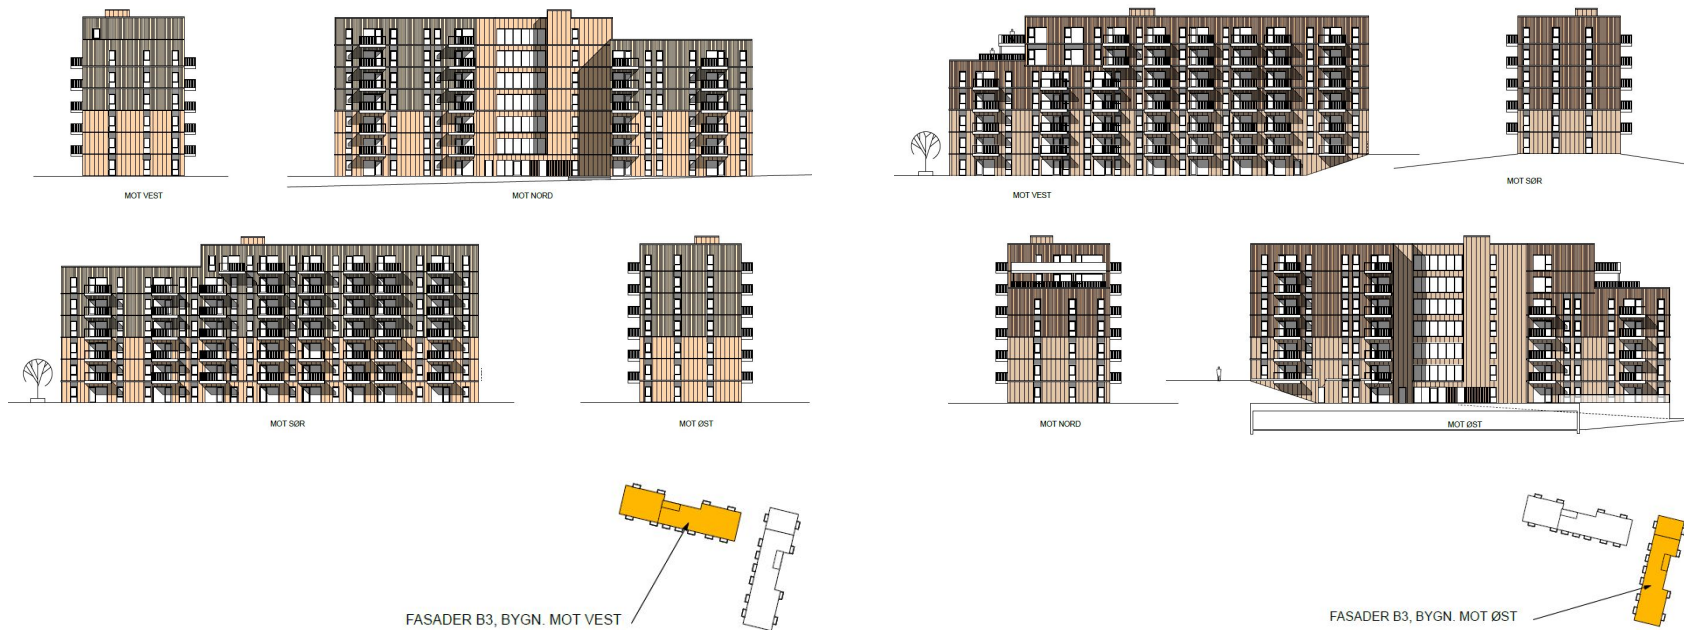 MOT VEST
MOT NORD
MOT VEST
MOT SØR
MOT SØR
MOT ØST
MOT NORD
MOT ØST
FASADER B3, BYGN. MOT VEST
FASADER B3, BYGN. MOT ØST